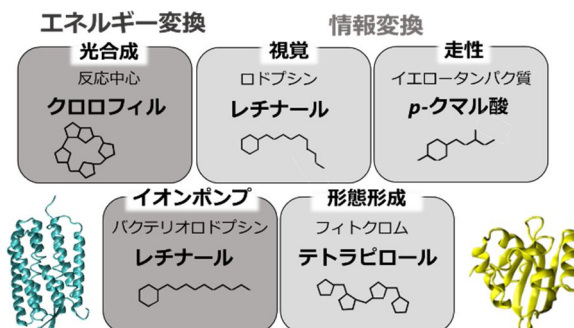 エネルギー変換
情報変換
光合成
反応中心
クロロフィル
視覚
ロドプシン
レチナール
走性
イエロータンパク質
p-クマル酸
イオンポンプ
バクテリオロドプシン
レチナール
形態形成
フィトクロム
テトラピロール